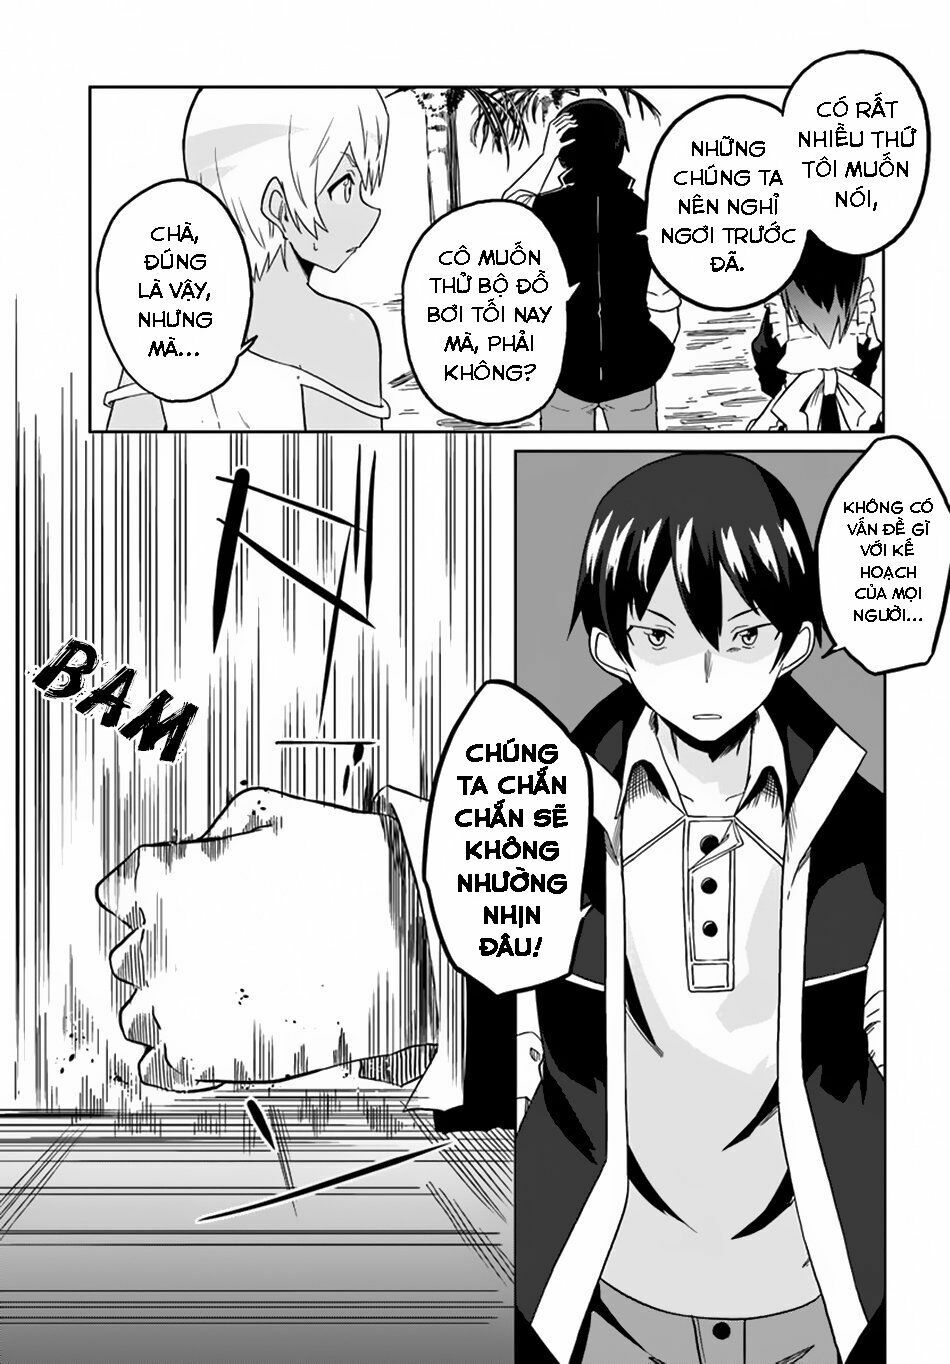 CÓ RẤT
NHIỀU THỨ
TÔI MUỐN
NÓI,
NHỮNG
CHÚNG TA
NÊN NGHỈ
NGƠI TRƯỚC
ĐÃ.
CÔ MUỐN
THỬ BỘ ĐỒ
BƠI TỐI NAY
MÀ, PHẢI
KHÔNG?
CHÀ,
ĐÚNG
LÀ VẬY,
NHƯNG
MÀ...
KHÔNG CÓ
VẤN ĐỀ GÌ
VỚI KẾ
HOẠCH
CỦA MỌI
NGƯỜI...
CHÚNG
TA CHẮN
CHẮN SẼ
KHÔNG
NHƯỜNG
NHỊN
ĐÂU!
BAM